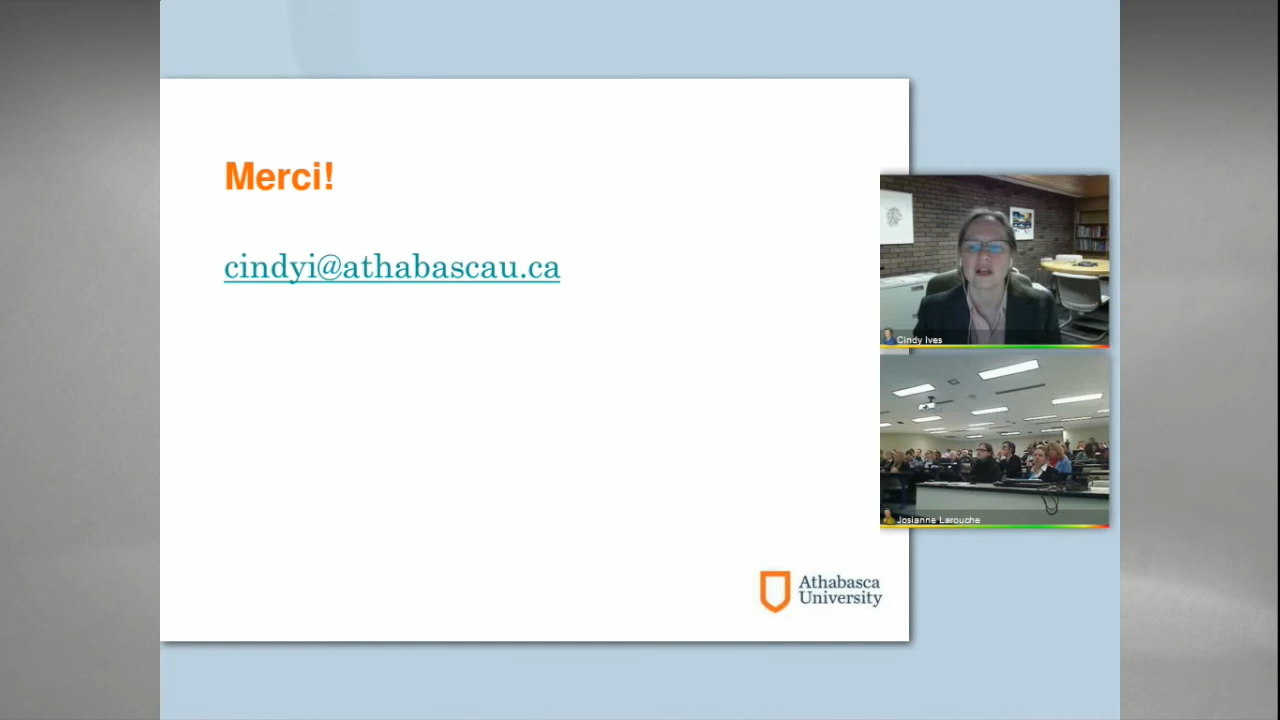 Merci!
cindyi@athabascau.ca
Cindy Ives
Josianne Larouche
Athabasca
University